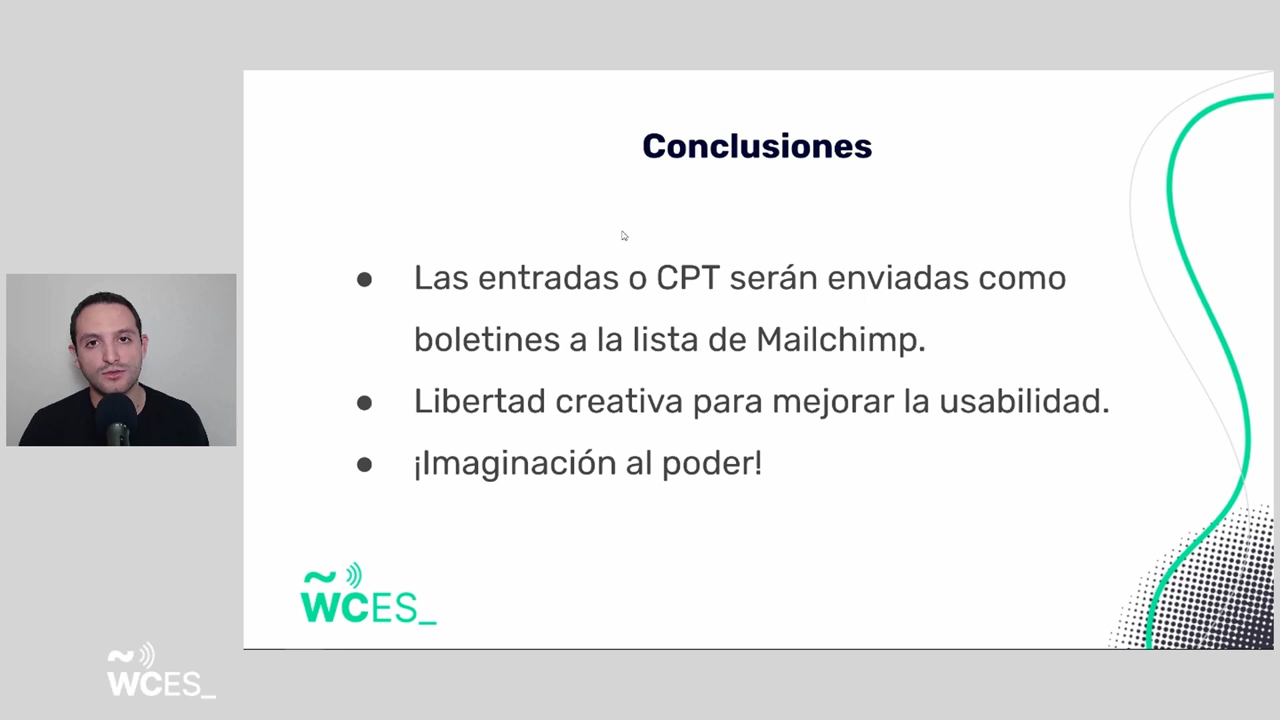 Conclusiones
● Las entradas o CPT serán enviadas como
boletines a la lista de Mailchimp.
● Libertad creativa para mejorar la usabilidad.
● ¡Imaginación al poder!
~ WCES_
~ WCES_